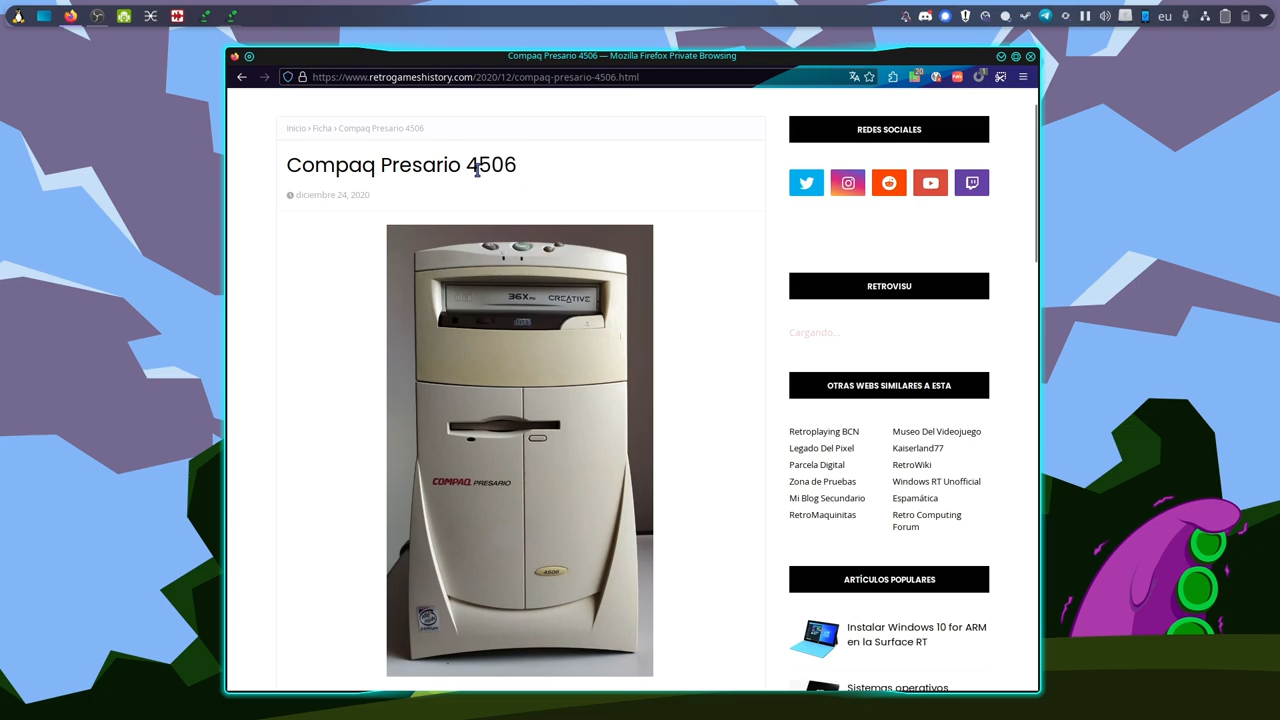 eu
Compaq Presario 4506 — Mozilla Firefox Private Browsing
https://www.retrogameshistory.com/2020/12/compaq-presario-4506.html
20
1
Inicio › Ficha › Compaq Presario 4506
Compaq Presario 4506
diciembre 24, 2020
36X
CREATIVE
COMPAQ PRESARIO
4506
REDES SOCIALES
RETROVISU
Cargando...
OTRAS WEBS SIMILARES A ESTA
Retroplaying BCN
Museo Del Videojuego
Legado Del Pixel
Kaiserland77
Parcela Digital
RetroWiki
Zona de Pruebas
Windows RT Unofficial
Mi Blog Secundario
Espamática
RetroMaquinitas
Retro Computing
Forum
ARTÍCULOS POPULARES
Instalar Windows 10 for ARM
en la Surface RT
Sistemas operativos